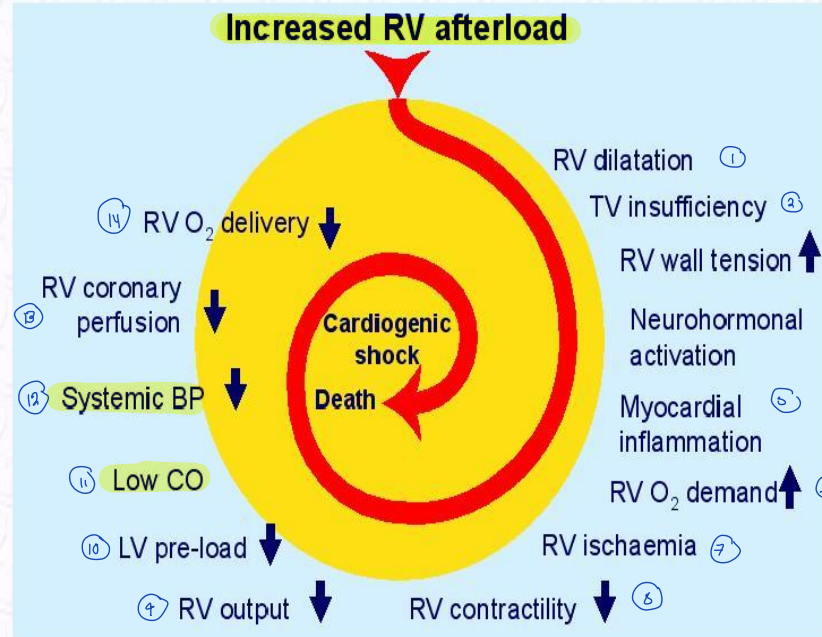 Increased RV afterload
RV dilatation ①
TV insufficiency ②
RV wall tension
Neurohormonal
activation
Myocardial ⑤
inflammation
RV O₂ demand
RV ischaemia ⑦
RV contractility ⑧
⑨ RV output
⑩ LV pre-load
⑪ Low CO
⑫ Systemic BP
⑬ RV coronary
perfusion
⑭ RV O₂ delivery
Cardiogenic
shock
Death